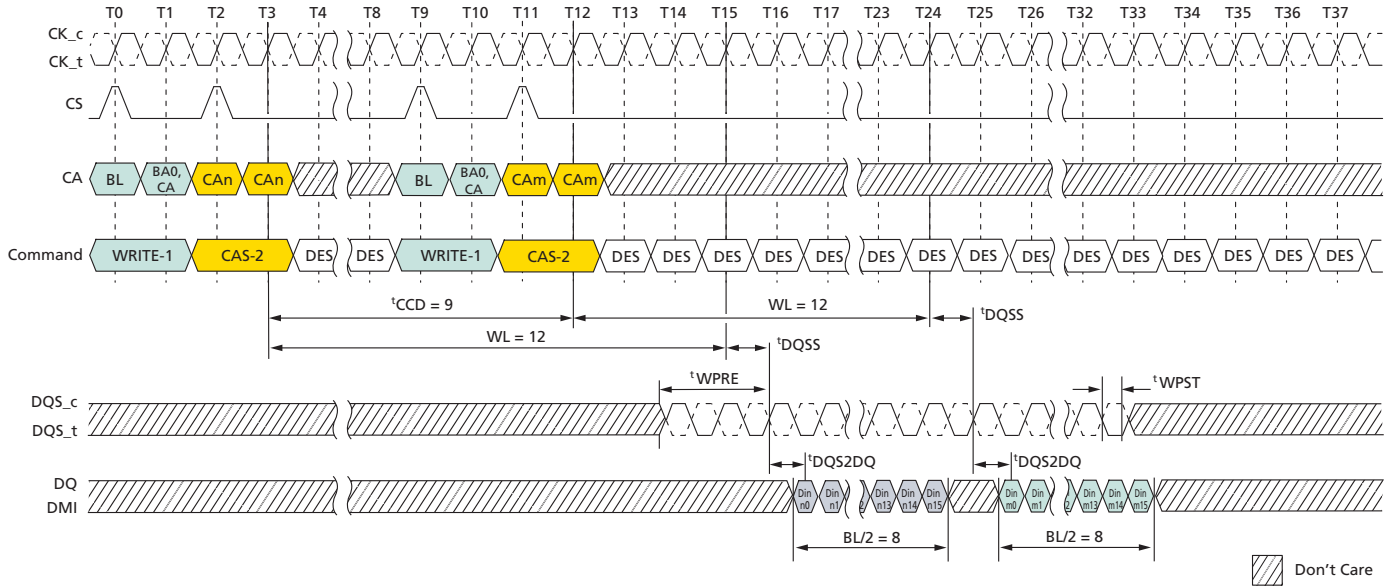 T0 T1 T2 T3 T4 T8 T9 T10 T11 T12 T13 T14 T15 T16 T17 T23 T24 T25 T26 T32 T33 T34 T35 T36 T37
CK_c
CK_t
CS
CA BL BA0, CA CAn CAn BL BA0, CA CAm CAm
Command WRITE-1 CAS-2 DES DES WRITE-1 CAS-2 DES DES DES DES DES DES DES DES DES DES DES DES DES DES DES
tCCD = 9 WL = 12 tDQSS
WL = 12 tDQSS
tWPRE tWPST
DQS_c
DQS_t
tDQS2DQ tDQS2DQ
DQ
DMI
Din n0 Din n1 2 Din n13 Din n14 Din n15 Din m0 Din m1 2 Din m13 Din m14 Din m15
BL/2 = 8 BL/2 = 8
Don't Care